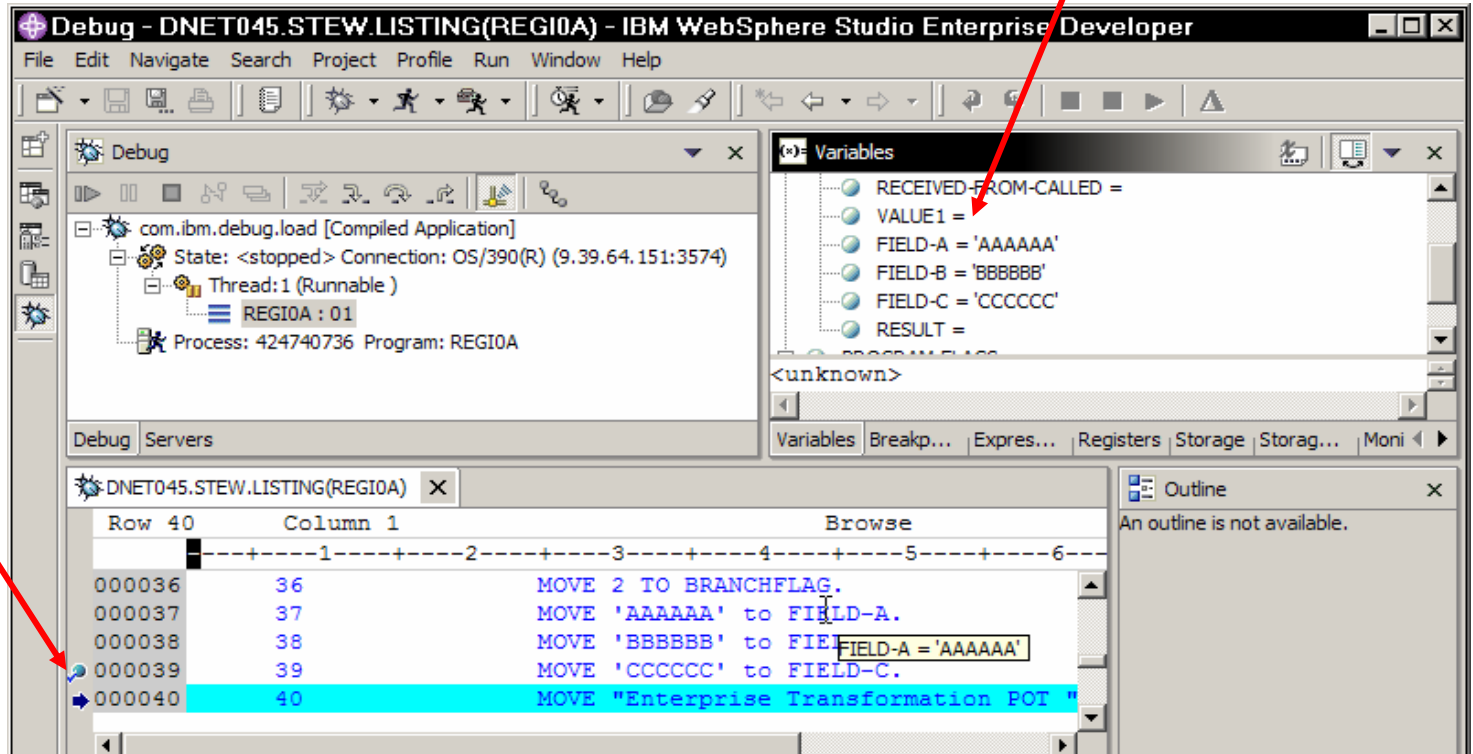 Debug - DNET045.STEW.LISTING(REGI0A) - IBM WebSphere Studio Enterprise Developer
File Edit Navigate Search Project Profile Run Window Help
Debug
com.ibm.debug.load [Compiled Application]
State: <stopped> Connection: OS/390(R) (9.39.64.151:3574)
Thread:1 (Runnable )
REGI0A : 01
Process: 424740736 Program: REGI0A
Debug Servers
(x)= Variables
RECEIVED-FROM-CALLED =
VALUE1 =
FIELD-A = 'AAAAAA'
FIELD-B = 'BBBBBB'
FIELD-C = 'CCCCCC'
RESULT =
PROGRAM-FLAGS
<unknown>
Variables Breakp... Expres... Registers Storage Storag... Moni
DNET045.STEW.LISTING(REGI0A)
Row 40 Column 1 Browse
----+----1----+----2----+----3----+----4----+----5----+----6---
000036 36 MOVE 2 TO BRANCHFLAG.
000037 37 MOVE 'AAAAAA' to FIELD-A.
000038 38 MOVE 'BBBBBB' to FIEL
FIELD-A = 'AAAAAA'
000039 39 MOVE 'CCCCCC' to FIELD-C.
000040 40 MOVE "Enterprise Transformation POT "
Outline
An outline is not available.